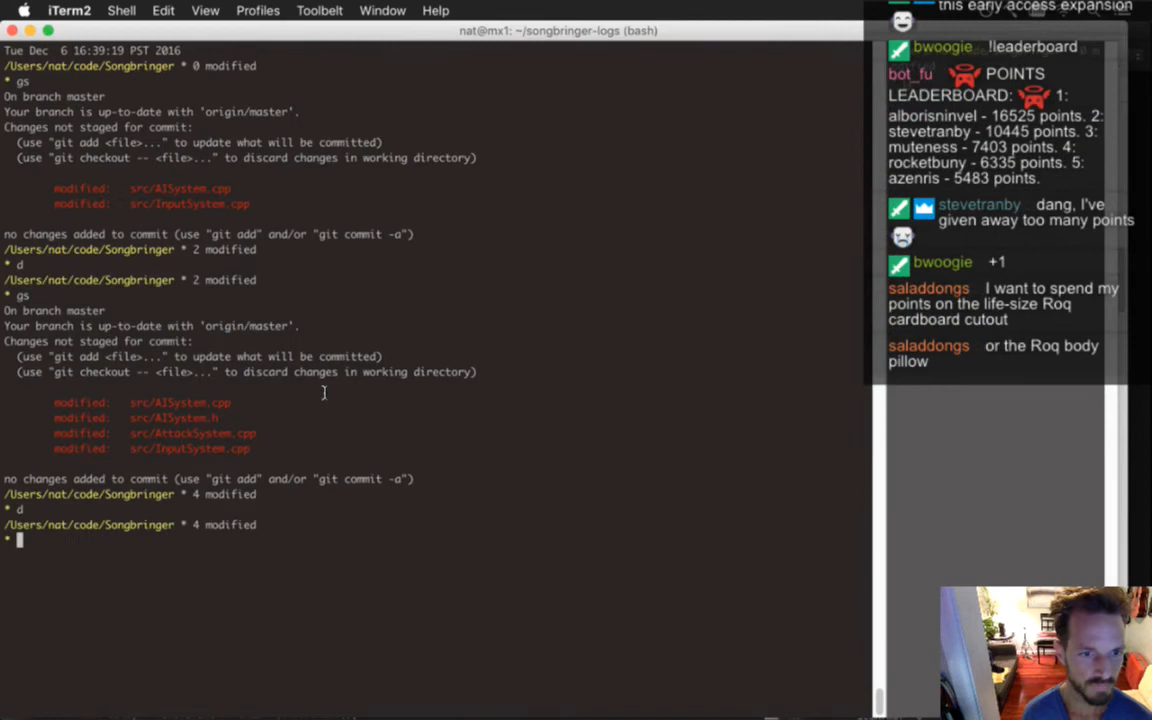 iTerm2 Shell Edit View Profiles Toolbelt Window Help
nat@mx1: ~/songbringer-logs (bash)
Tue Dec  6 16:39:19 PST 2016
/Users/nat/code/Songbringer * 0 modified
* gs
On branch master
Your branch is up-to-date with 'origin/master'.
Changes not staged for commit:
(use "git add <file>..." to update what will be committed)
(use "git checkout -- <file>..." to discard changes in working directory)
modified:   src/AISystem.cpp
modified:   src/InputSystem.cpp
no changes added to commit (use "git add" and/or "git commit -a")
/Users/nat/code/Songbringer * 2 modified
* d
/Users/nat/code/Songbringer * 2 modified
* gs
On branch master
Your branch is up-to-date with 'origin/master'.
Changes not staged for commit:
(use "git add <file>..." to update what will be committed)
(use "git checkout -- <file>..." to discard changes in working directory)
modified:   src/AISystem.cpp
modified:   src/AISystem.h
modified:   src/AttackSystem.cpp
modified:   src/InputSystem.cpp
no changes added to commit (use "git add" and/or "git commit -a")
/Users/nat/code/Songbringer * 4 modified
* d
/Users/nat/code/Songbringer * 4 modified
*
this early access expansion
bwoogie !leaderboard
bot_fu POINTS
LEADERBOARD: 1:
alborisninvel - 16525 points. 2:
stevetranby - 10445 points. 3:
muteness - 7403 points. 4:
rocketbuny - 6335 points. 5:
azenris - 5483 points.
stevetranby dang, I've
given away too many points
bwoogie +1
saladdongs I want to spend my
points on the life-size Roq
cardboard cutout
saladdongs or the Roq body
pillow